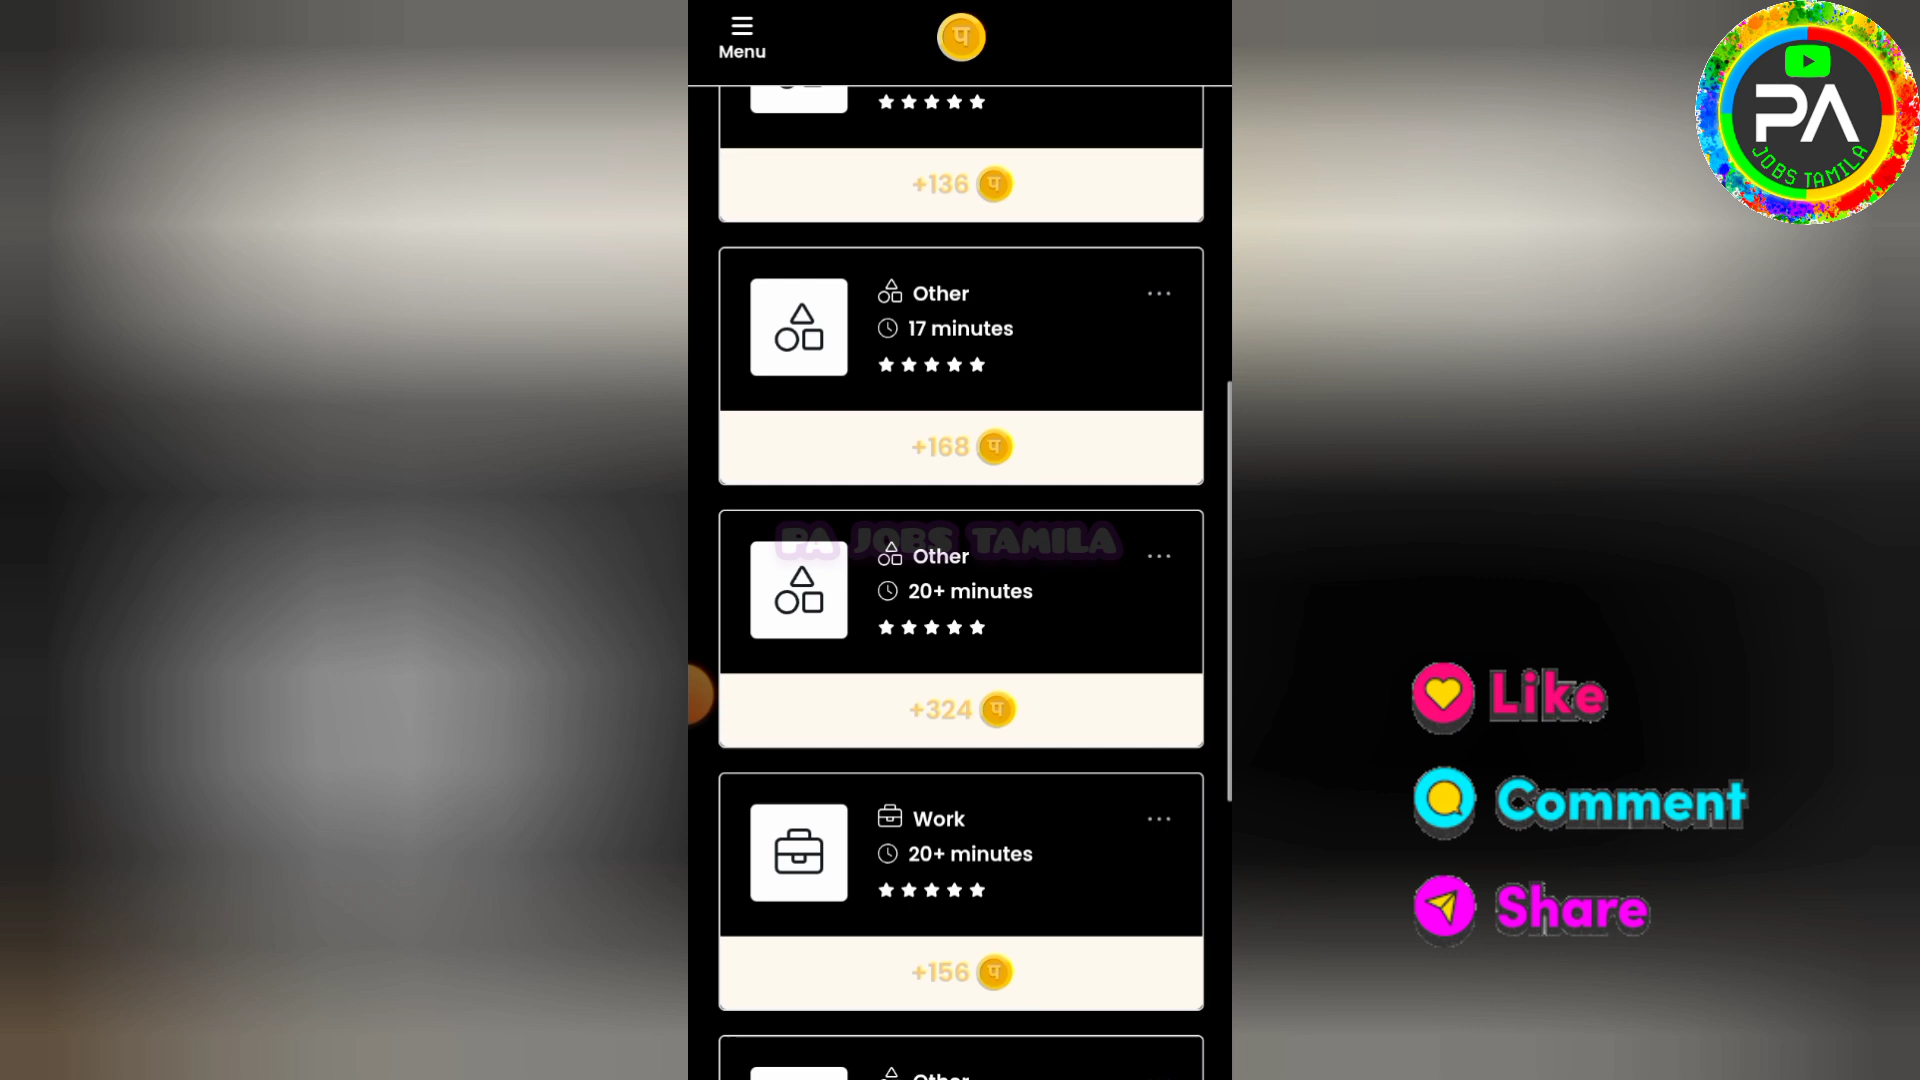 Menu
प
+136 प
Other
17 minutes
+168 प
PA JOBS TAMILA
Other
20+ minutes
+324 प
Work
20+ minutes
+156 प
Other
PA
JOBS TAMILA
Like
Comment
Share